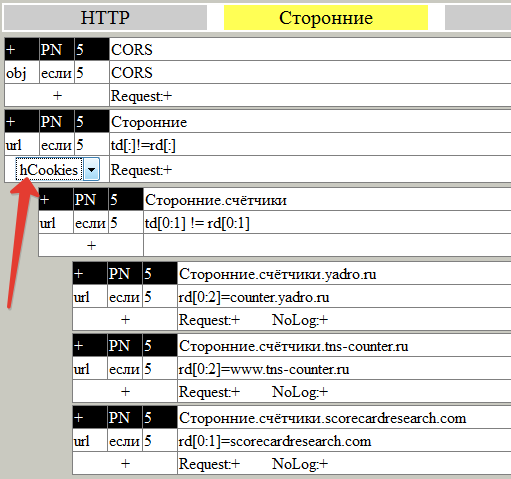 HTTP Сторонние
+ PN 5 CORS
obj если 5 CORS
+ Request:+
+ PN 5 Сторонние
url если 5 td[:]!=rd[:]
hCookies Request:+
+ PN 5 Сторонние.счётчики
url если 5 td[0:1] != rd[0:1]
+
+ PN 5 Сторонние.счётчики.yadro.ru
url если 5 rd[0:2]=counter.yadro.ru
+ Request:+ NoLog:+
+ PN 5 Сторонние.счётчики.tns-counter.ru
url если 5 rd[0:2]=www.tns-counter.ru
+ Request:+ NoLog:+
+ PN 5 Сторонние.счётчики.scorecardresearch.com
url если 5 rd[0:1]=scorecardresearch.com
+ Request:+ NoLog:+